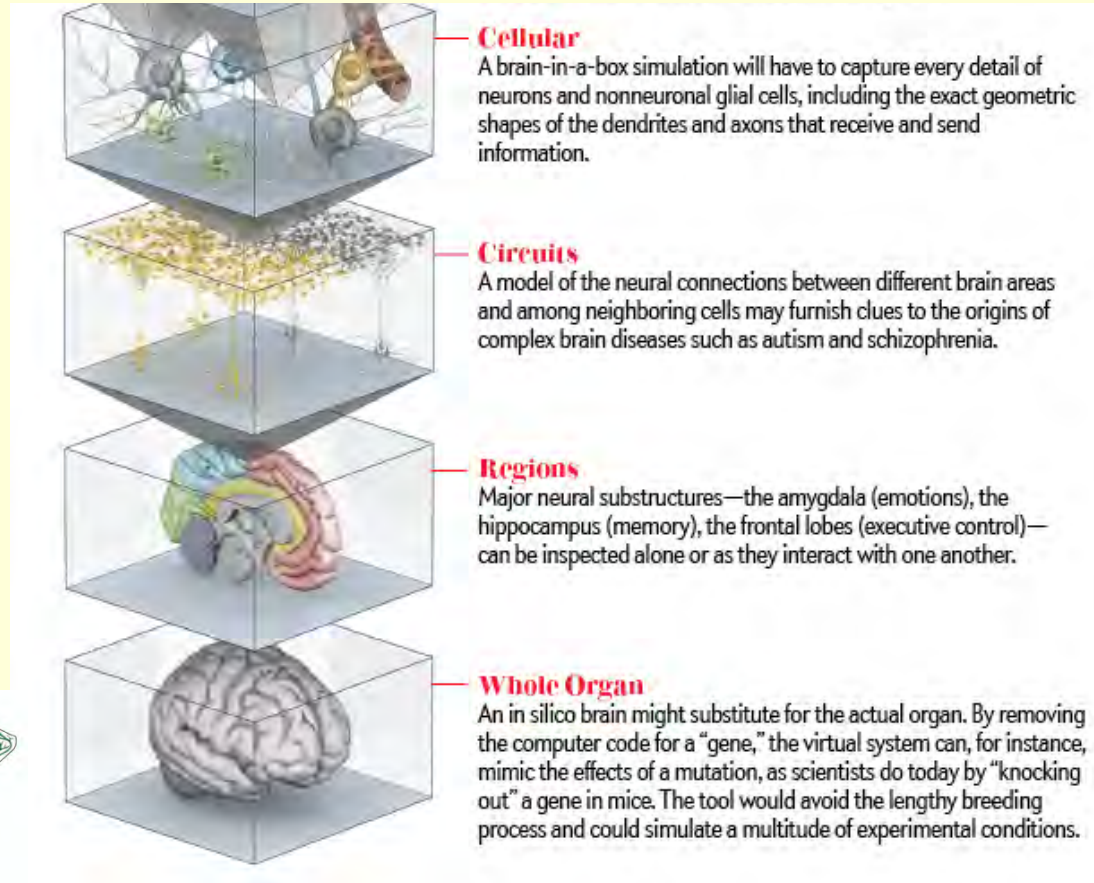 Cellular
A brain-in-a-box simulation will have to capture every detail of
neurons and nonneuronal glial cells, including the exact geometric
shapes of the dendrites and axons that receive and send
information.
Circuits
A model of the neural connections between different brain areas
and among neighboring cells may furnish clues to the origins of
complex brain diseases such as autism and schizophrenia.
Regions
Major neural substructures—the amygdala (emotions), the
hippocampus (memory), the frontal lobes (executive control)—
can be inspected alone or as they interact with one another.
Whole Organ
An in silico brain might substitute for the actual organ. By removing
the computer code for a “gene,” the virtual system can, for instance,
mimic the effects of a mutation, as scientists do today by “knocking
out” a gene in mice. The tool would avoid the lengthy breeding
process and could simulate a multitude of experimental conditions.